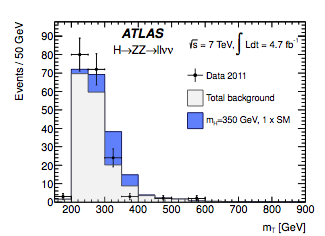 ATLAS
H→ZZ→llνν
√s = 7 TeV, ∫ Ldt = 4.7 fb⁻¹
Data 2011
Total background
m_H=350 GeV, 1 x SM
Events / 50 GeV
90
80
70
60
50
40
30
20
10
0
200 300 400 500 600 700 800 900
m_T [GeV]